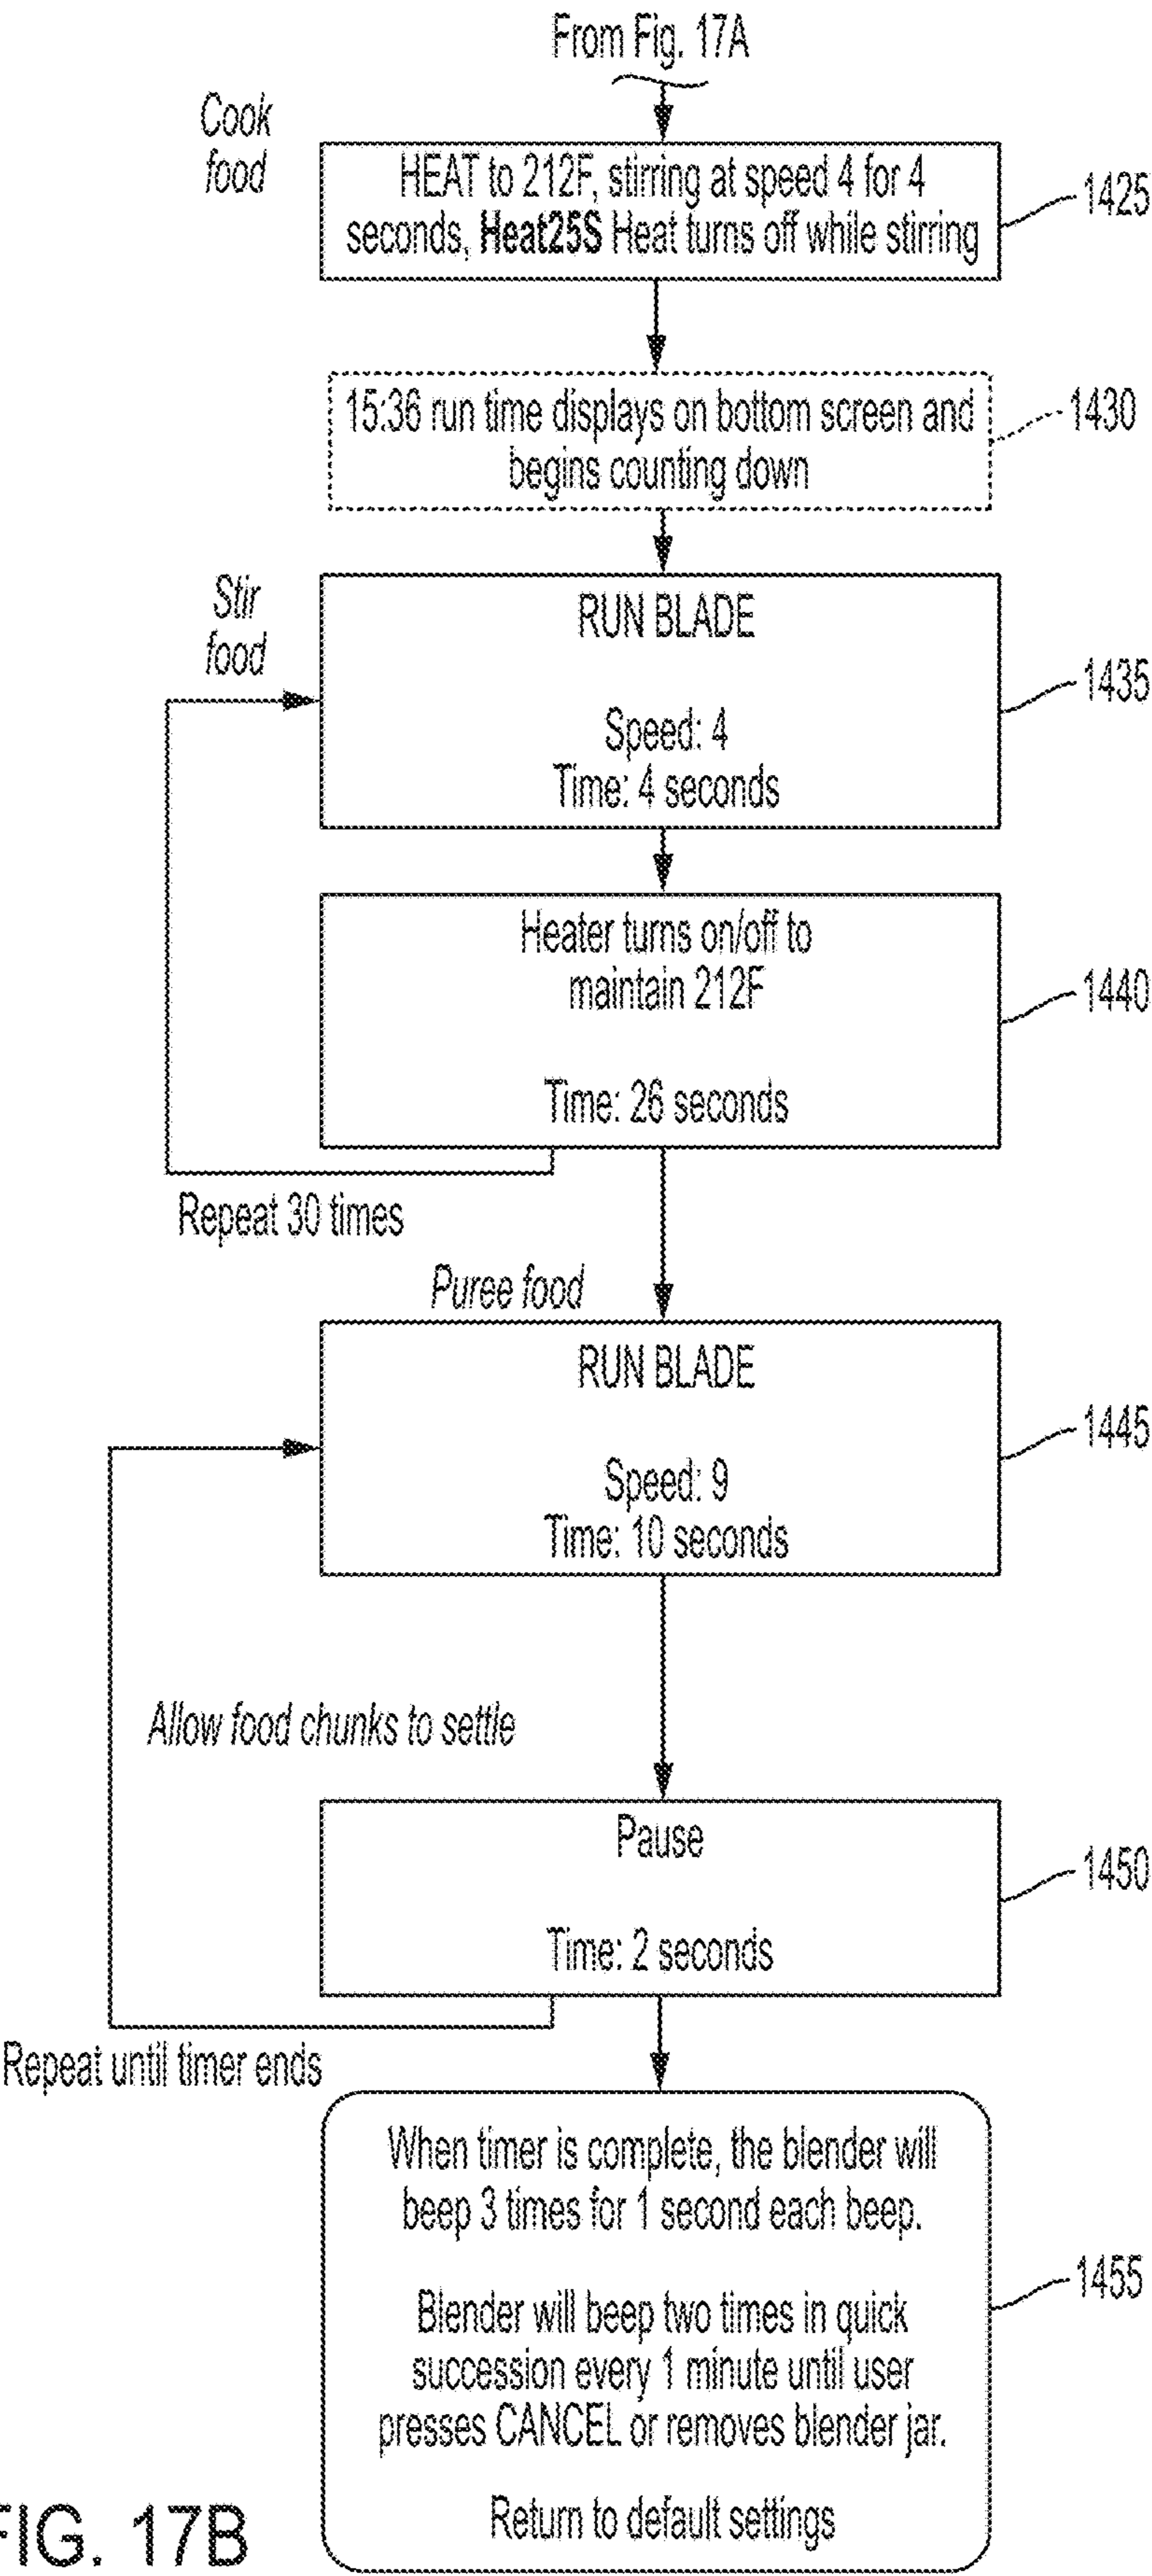 From Fig. 17A
Cook
food
HEAT to 212F, stirring at speed 4 for 4
seconds, Heat25S Heat turns off while stirring
1425
15:36 run time displays on bottom screen and
begins counting down
1430
Stir
food
RUN BLADE
Speed: 4
Time: 4 seconds
1435
Heater turns on/off to
maintain 212F
Time: 26 seconds
1440
Repeat 30 times
Puree food
RUN BLADE
Speed: 9
Time: 10 seconds
1445
Allow food chunks to settle
Pause
Time: 2 seconds
1450
Repeat until timer ends
When timer is complete, the blender will
beep 3 times for 1 second each beep.
Blender will beep two times in quick
succession every 1 minute until user
presses CANCEL or removes blender jar.
Return to default settings
1455
FIG. 17B